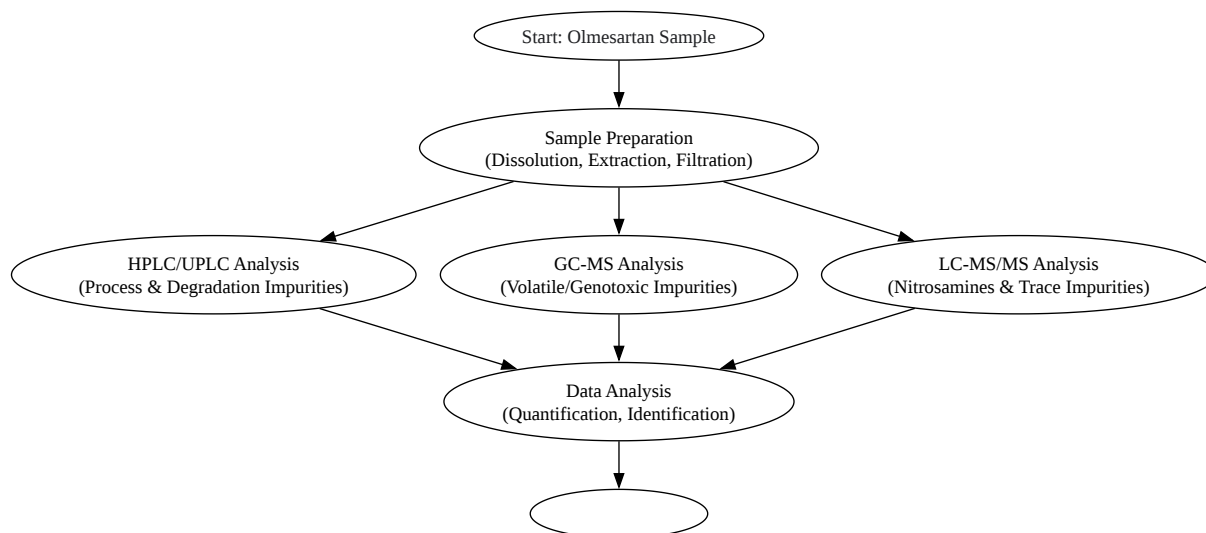 Start: Olmesartan Sample
Sample Preparation
(Dissolution, Extraction, Filtration)
HPLC/UPLC Analysis
(Process & Degradation Impurities)
GC-MS Analysis
(Volatile/Genotoxic Impurities)
LC-MS/MS Analysis
(Nitrosamines & Trace Impurities)
Data Analysis
(Quantification, Identification)